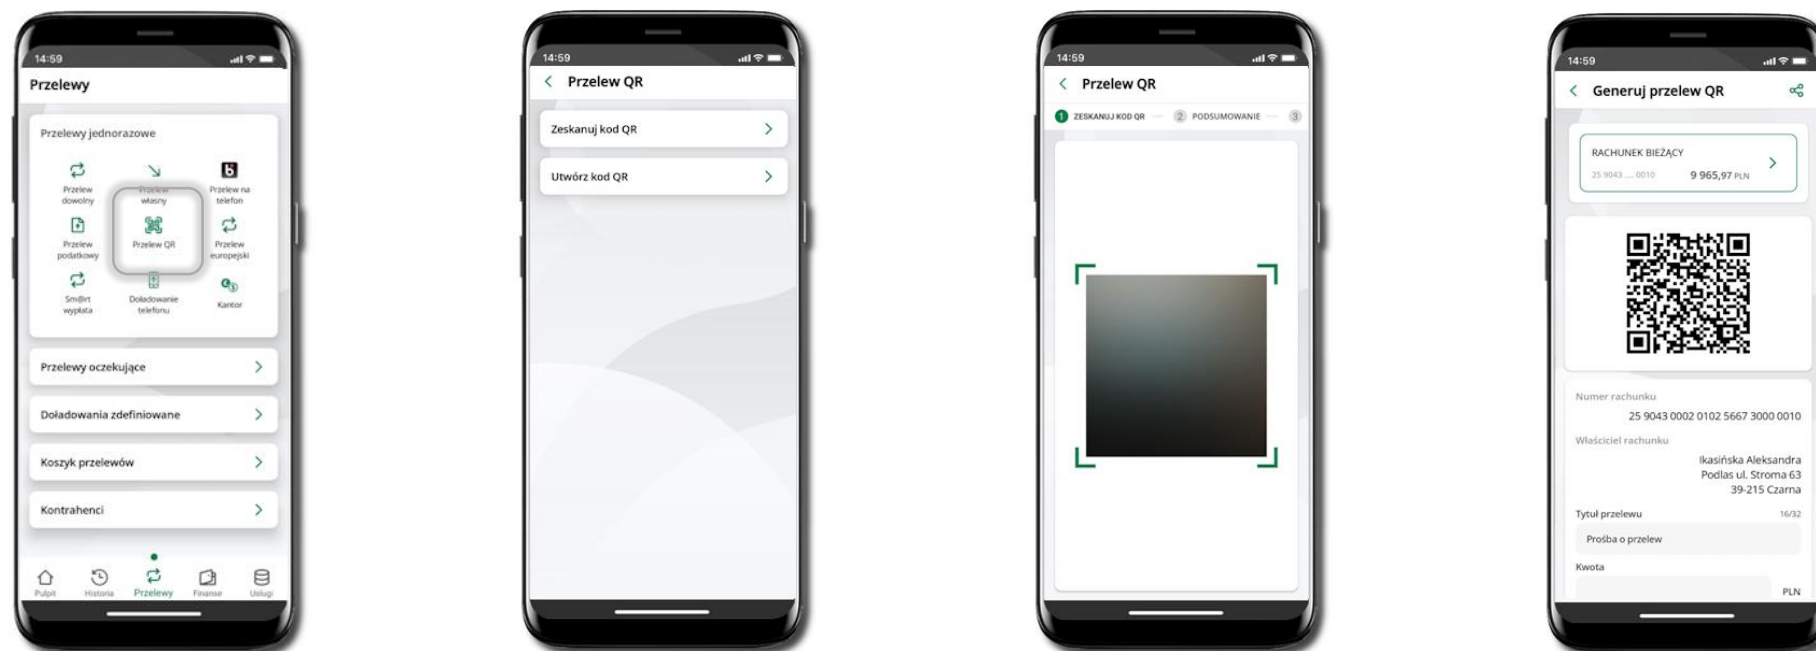 14:59
Przelewy
Przelewy jednorazowe
Przelew
dowolny
Przelew
własny
Przelew na
telefon
Przelew
podatkowy
Przelew QR
Przelew
europejski
Sm@rt
wypłata
Doładowanie
telefonu
Kantor
Przelewy oczekujące
Doładowania zdefiniowane
Koszyk przelewów
Kontrahenci
Pulpit
Historia
Przelewy
Finanse
Usługi
14:59
Przelew QR
Zeskanuj kod QR
Utwórz kod QR
14:59
Przelew QR
1 ZESKANUJ KOD QR
2 PODSUMOWANIE
3
14:59
Generuj przelew QR
RACHUNEK BIEŻĄCY
25 9043 .... 0010 9 965,97 PLN
Numer rachunku
25 9043 0002 0102 5667 3000 0010
Właściciel rachunku
Ikasińska Aleksandra
Podlas ul. Stroma 63
39-215 Czarna
Tytuł przelewu 16/32
Prośba o przelew
Kwota
PLN